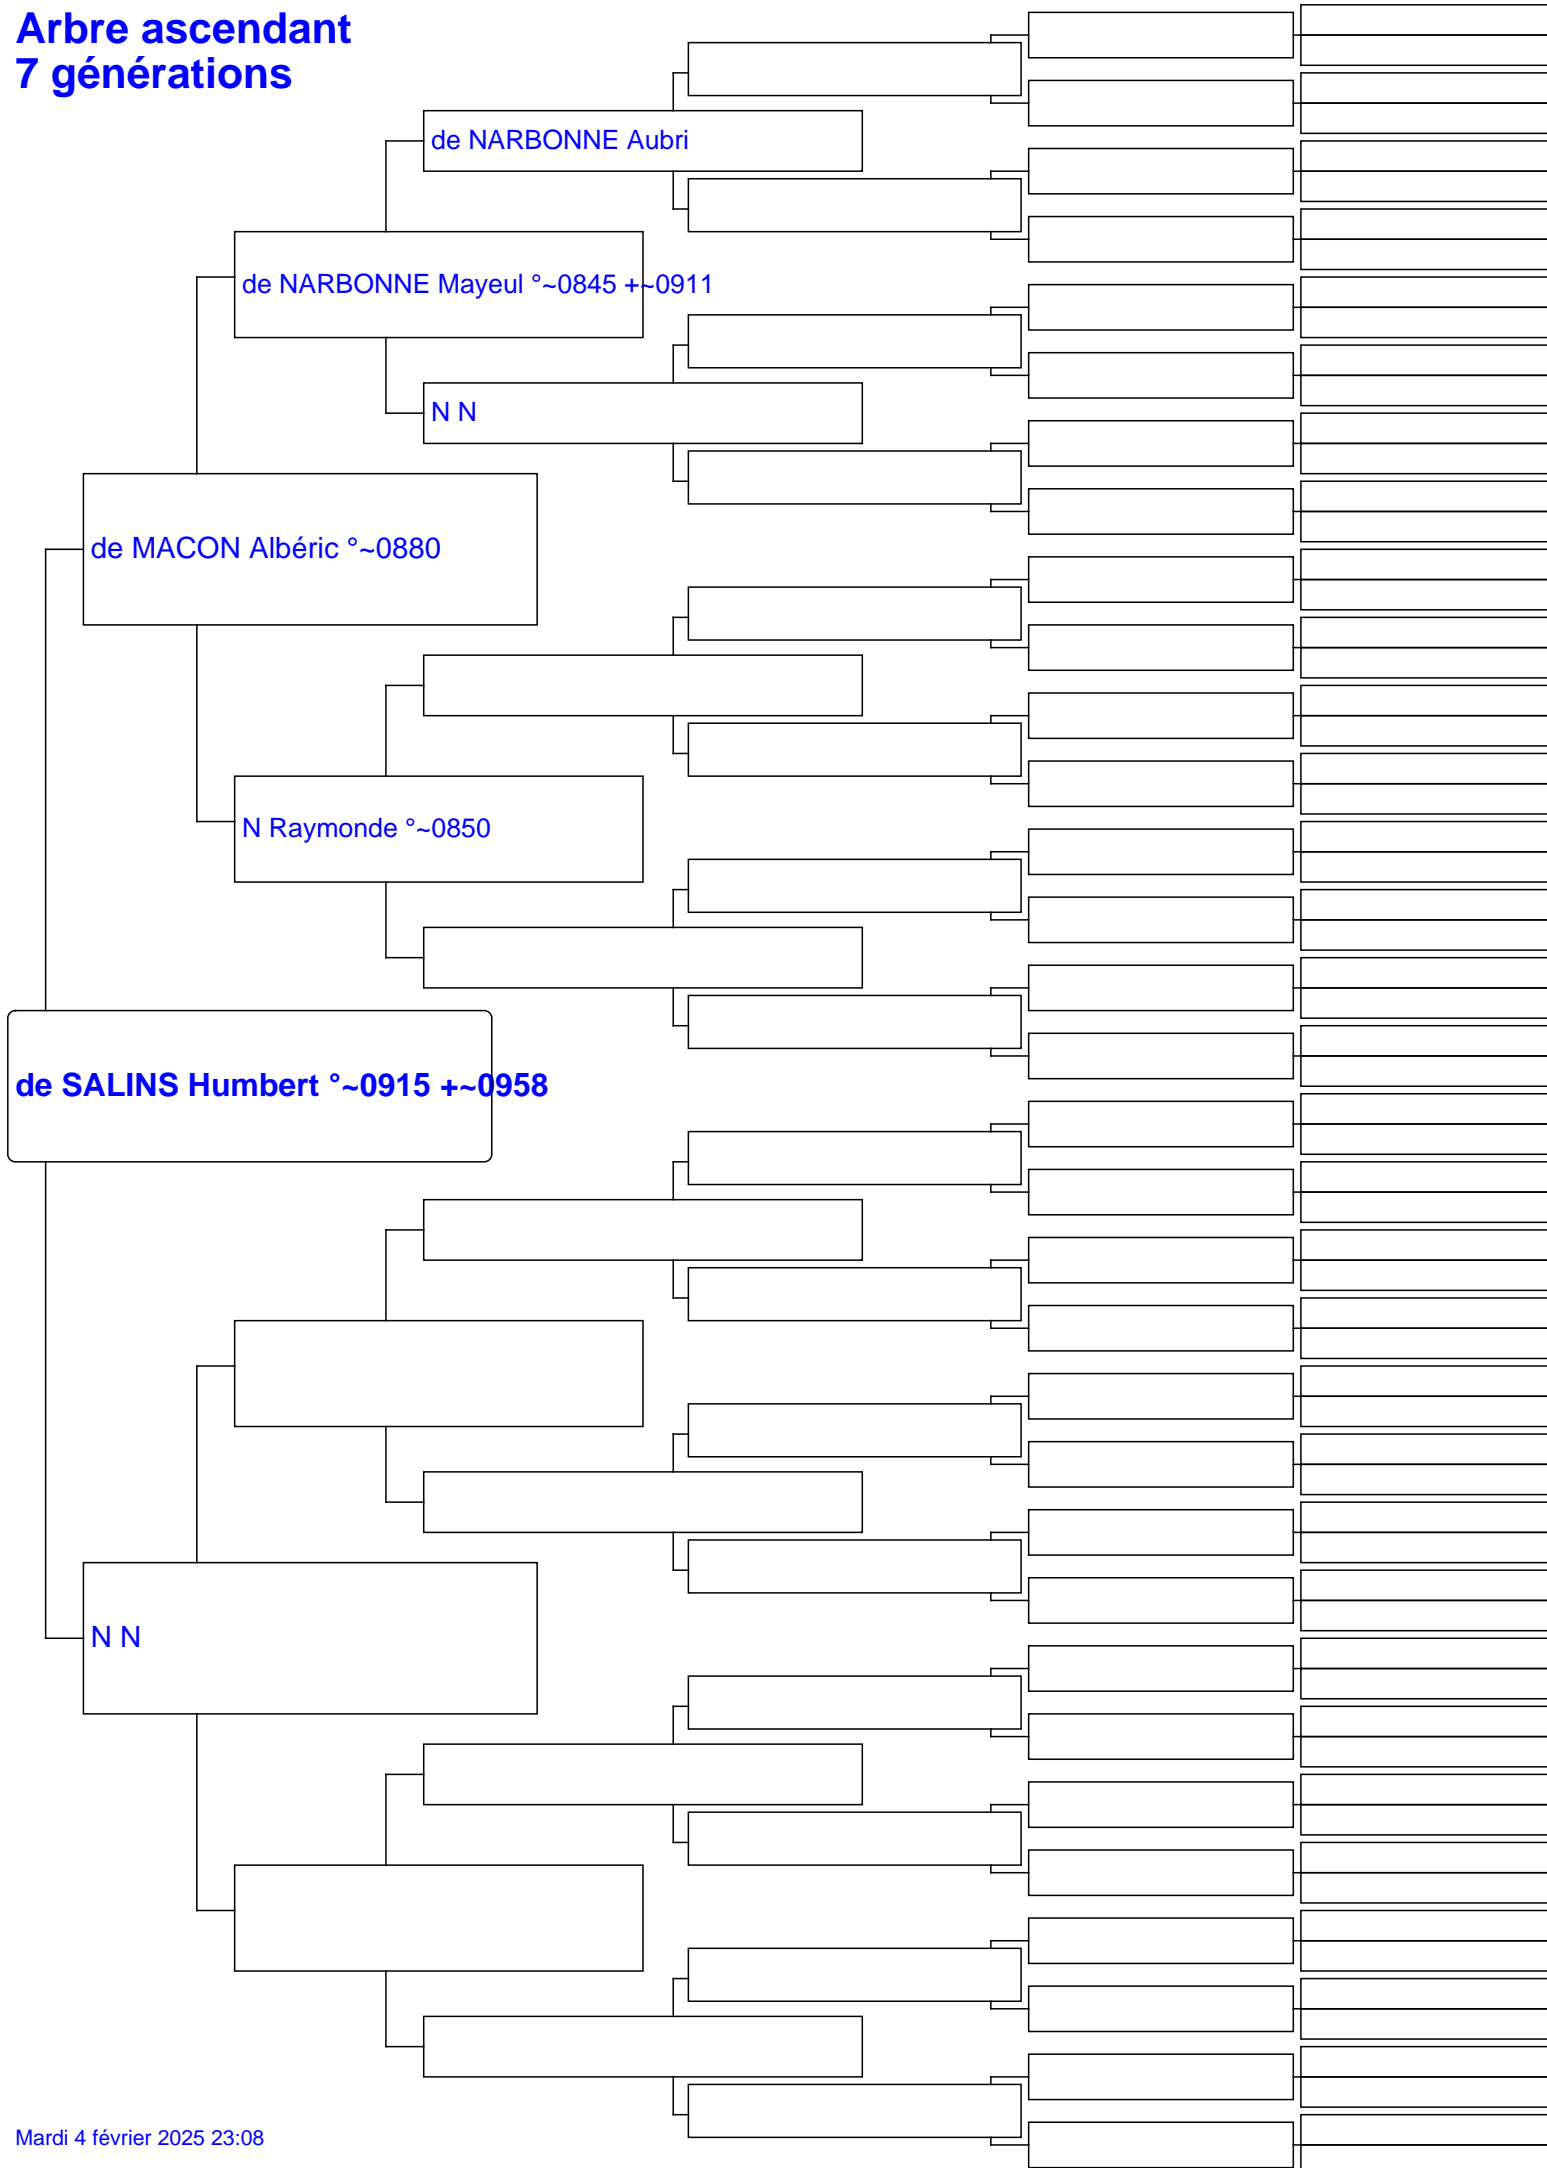 Arbre ascendant
7 générations
de NARBONNE Aubri
de NARBONNE Mayeul °~0845 +~0911
N N
de MACON Albéric °~0880
N Raymonde °~0850
de SALINS Humbert °~0915 +~0958
N N
Mardi 4 février 2025 23:08